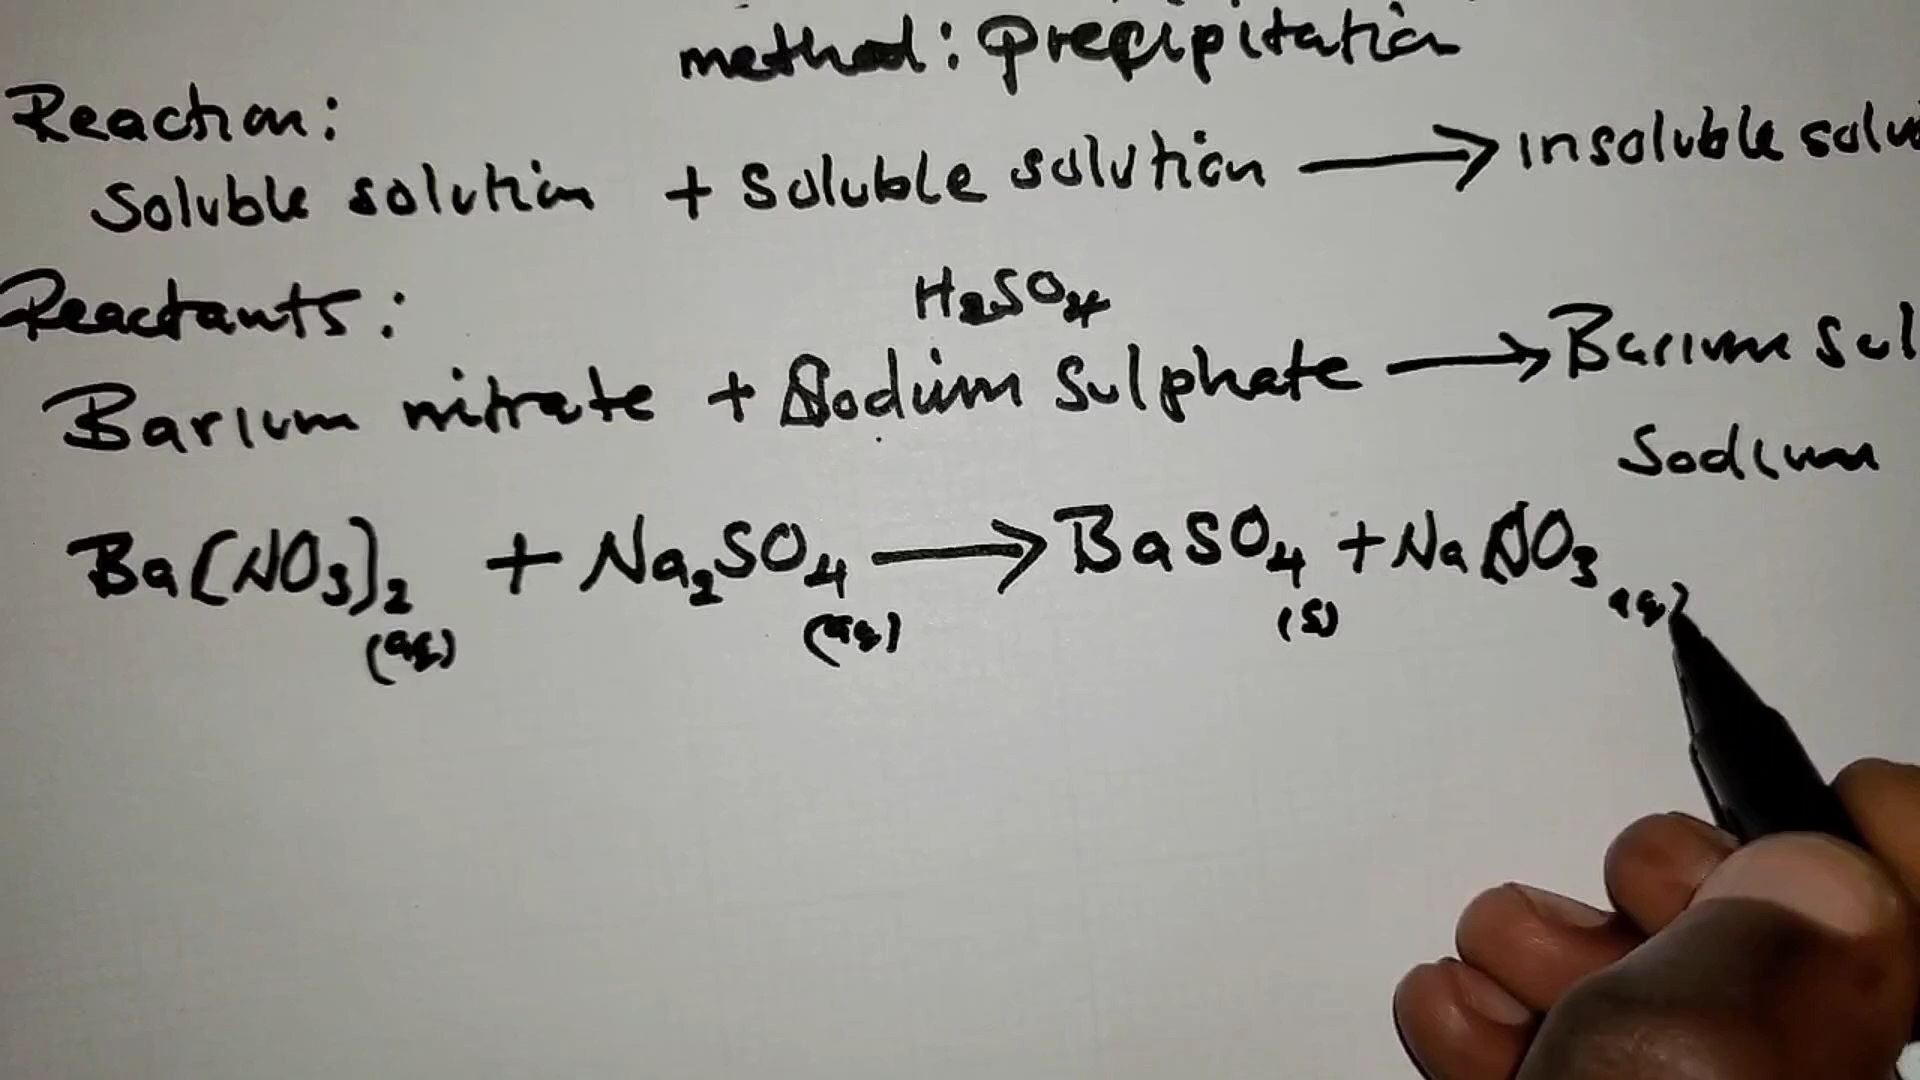 method: precipitation
Reaction:
Soluble solution + Soluble solution → insoluble
Reactants:
H₂SO₄
Barium nitrate + Sodium Sulphate → Barium Sul
Sodium
Ba(NO₃)₂ + Na₂SO₄ → BaSO₄ + NaNO₃
(aq) (aq) (s) (aq)